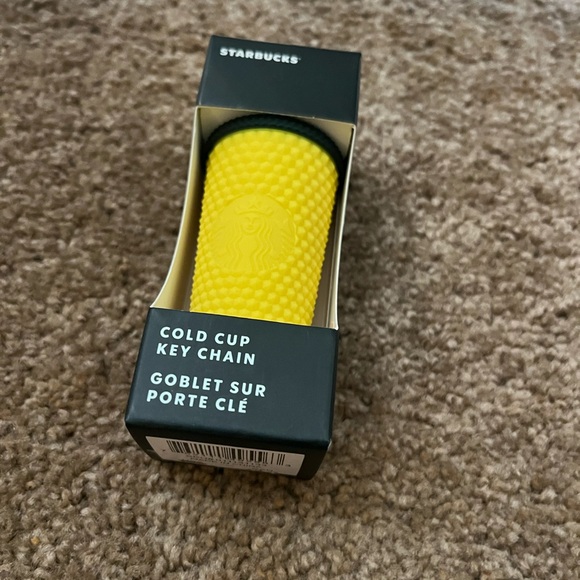 STARBUCKS
COLD CUP
KEY CHAIN
GOBLET SUR
PORTE CLÉ